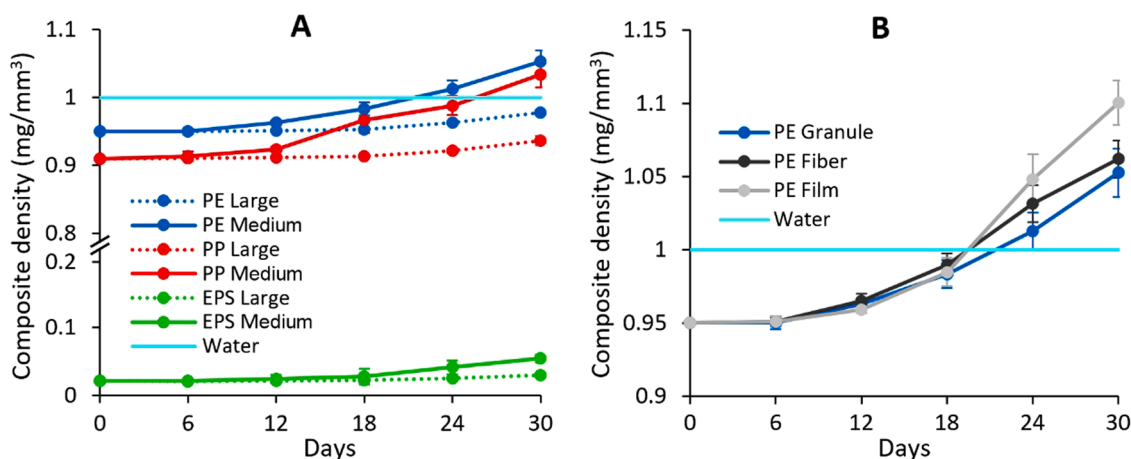 A
Composite density (mg/mm³)
1.1
1
0.9
0.8
0.2
0.1
0
PE Large
PE Medium
PP Large
PP Medium
EPS Large
EPS Medium
Water
0 6 12 18 24 30
Days
B
Composite density (mg/mm³)
1.15
1.1
1.05
1
0.95
0.9
PE Granule
PE Fiber
PE Film
Water
0 6 12 18 24 30
Days